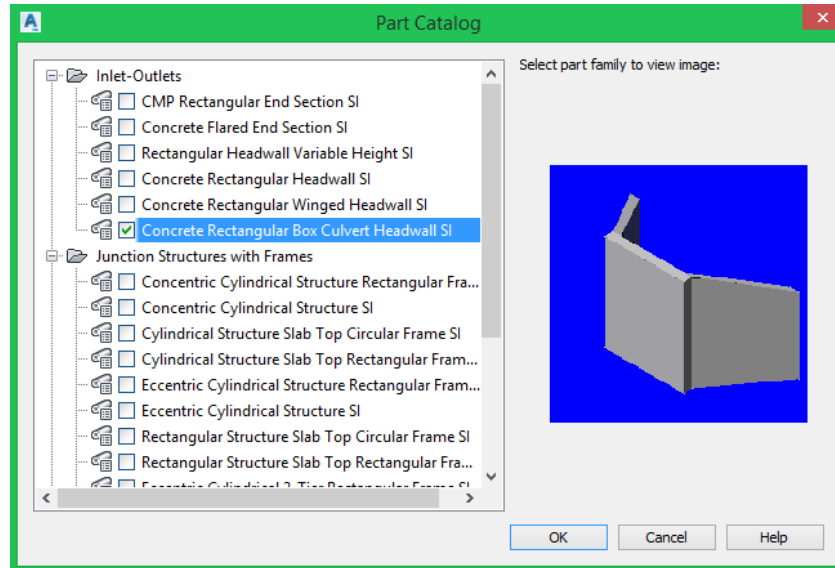 Part Catalog
Select part family to view image:
Inlet-Outlets
CMP Rectangular End Section SI
Concrete Flared End Section SI
Rectangular Headwall Variable Height SI
Concrete Rectangular Headwall SI
Concrete Rectangular Winged Headwall SI
Concrete Rectangular Box Culvert Headwall SI
Junction Structures with Frames
Concentric Cylindrical Structure Rectangular Fra...
Concentric Cylindrical Structure SI
Cylindrical Structure Slab Top Circular Frame SI
Cylindrical Structure Slab Top Rectangular Fram...
Eccentric Cylindrical Structure Rectangular Fram...
Eccentric Cylindrical Structure SI
Rectangular Structure Slab Top Circular Frame SI
Rectangular Structure Slab Top Rectangular Fra...
OK Cancel Help